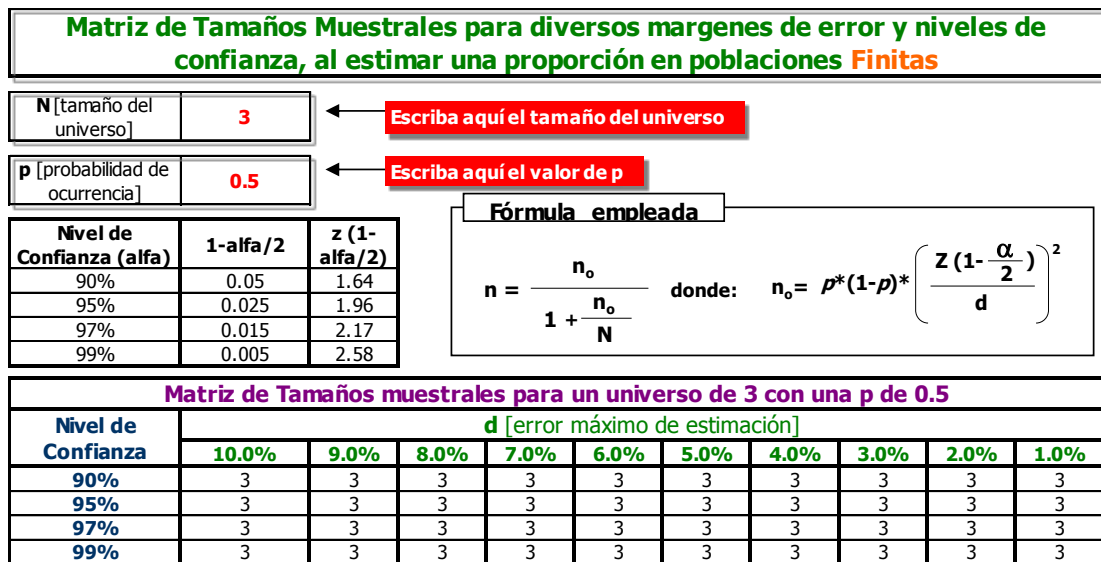 Matriz de Tamaños Muestrales para diversos margenes de error y niveles de
confianza, al estimar una proporción en poblaciones Finitas
N [tamaño del
universo]
3
Escriba aquí el tamaño del universo
p [probabilidad de
ocurrencia]
0.5
Escriba aquí el valor de p
Nivel de
Confianza (alfa)
1-alfa/2
z (1-
alfa/2)
90% 0.05 1.64
95% 0.025 1.96
97% 0.015 2.17
99% 0.005 2.58
Fórmula empleada
n = n₀ / (1 + n₀/N) donde: n₀= p*(1-p)* ( Z (1- α/2 ) / d )²
Matriz de Tamaños muestrales para un universo de 3 con una p de 0.5
Nivel de
Confianza
d [error máximo de estimación]
10.0% 9.0% 8.0% 7.0% 6.0% 5.0% 4.0% 3.0% 2.0% 1.0%
90% 3 3 3 3 3 3 3 3 3 3
95% 3 3 3 3 3 3 3 3 3 3
97% 3 3 3 3 3 3 3 3 3 3
99% 3 3 3 3 3 3 3 3 3 3